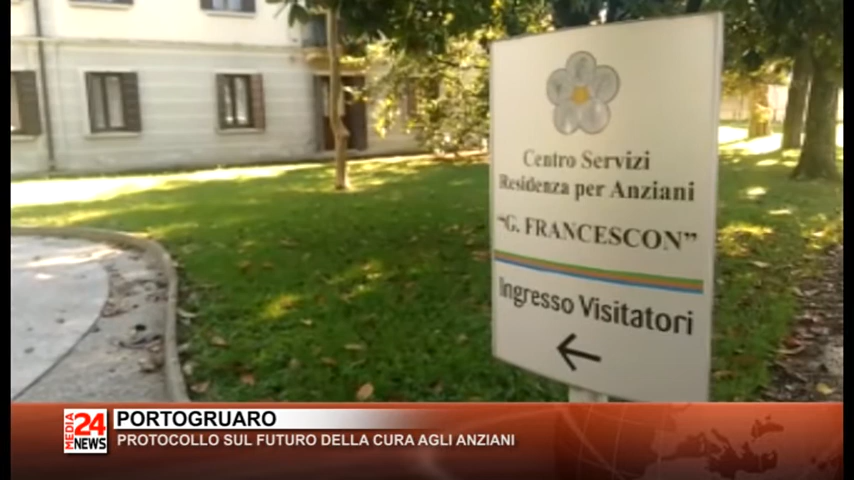 Centro Servizi
Residenza per Anziani
"G. FRANCESCON"
Ingresso Visitatori
MEDIA 24 NEWS
PORTOGRUARO
PROTOCOLLO SUL FUTURO DELLA CURA AGLI ANZIANI